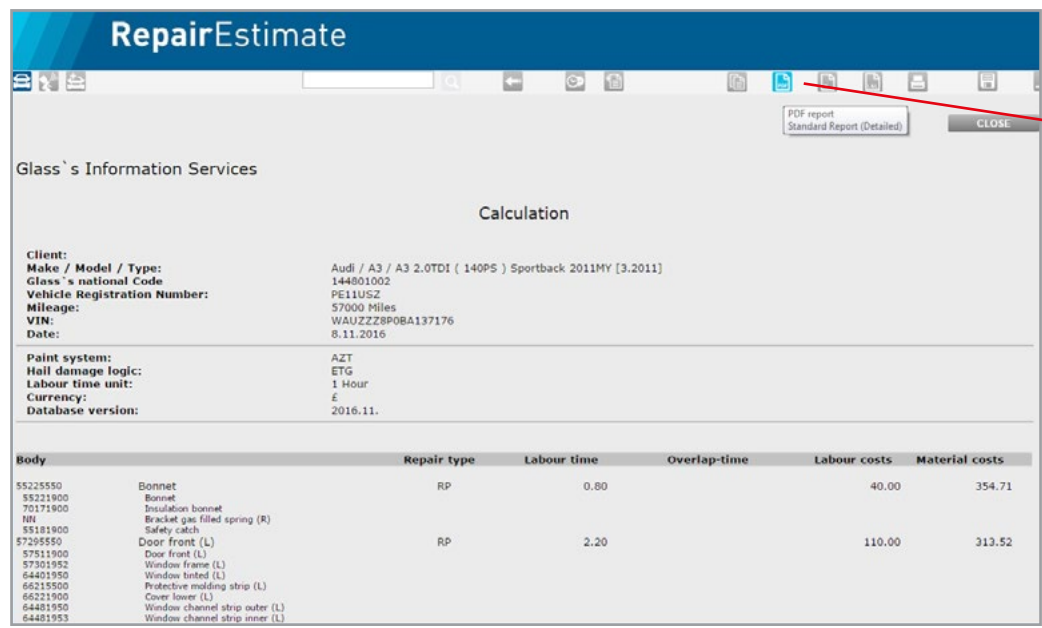 RepairEstimate
PDF report
Standard Report (Detailed)
CLOSE
Glass`s Information Services
Calculation
Client:
Make / Model / Type: Audi / A3 / A3 2.0TDI ( 140PS ) Sportback 2011MY [3.2011]
Glass`s national Code 144801002
Vehicle Registration Number: PE11USZ
Mileage: 57000 Miles
VIN: WAUZZZ8P0BA137176
Date: 8.11.2016
Paint system: AZT
Hail damage logic: ETG
Labour time unit: 1 Hour
Currency: £
Database version: 2016.11.
Body Repair type Labour time Overlap-time Labour costs Material costs
55225550 Bonnet RP 0.80 40.00 354.71
55221900 Bonnet
70171900 Insulation bonnet
NN Bracket gas filled spring (R)
55181900 Safety catch
57295550 Door front (L) RP 2.20 110.00 313.52
57511900 Door front (L)
57301952 Window frame (L)
64401950 Window tinted (L)
66215500 Protective molding strip (L)
66221900 Cover lower (L)
64481950 Window channel strip outer (L)
64481953 Window channel strip inner (L)